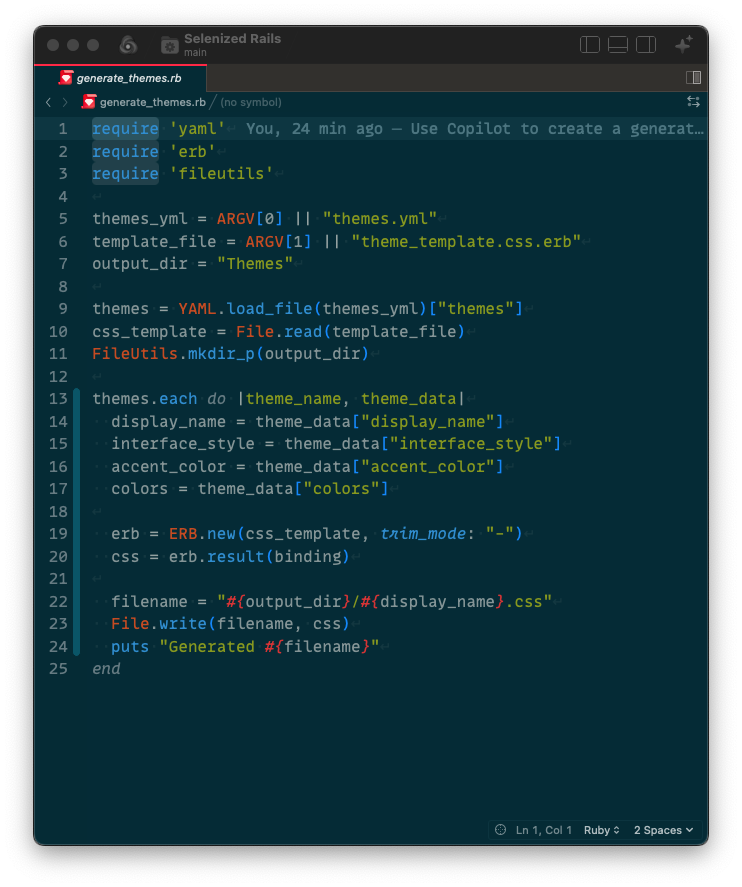 Selenized Rails
main
generate_themes.rb
generate_themes.rb / (no symbol)
1 require 'yaml' You, 24 min ago — Use Copilot to create a generat…
2 require 'erb'
3 require 'fileutils'
4
5 themes_yml = ARGV[0] || "themes.yml"
6 template_file = ARGV[1] || "theme_template.css.erb"
7 output_dir = "Themes"
8
9 themes = YAML.load_file(themes_yml)["themes"]
10 css_template = File.read(template_file)
11 FileUtils.mkdir_p(output_dir)
12
13 themes.each do |theme_name, theme_data|
14   display_name = theme_data["display_name"]
15   interface_style = theme_data["interface_style"]
16   accent_color = theme_data["accent_color"]
17   colors = theme_data["colors"]
18
19   erb = ERB.new(css_template, trim_mode: "-")
20   css = erb.result(binding)
21
22   filename = "#{output_dir}/#{display_name}.css"
23   File.write(filename, css)
24   puts "Generated #{filename}"
25 end
Ln 1, Col 1 Ruby 2 Spaces